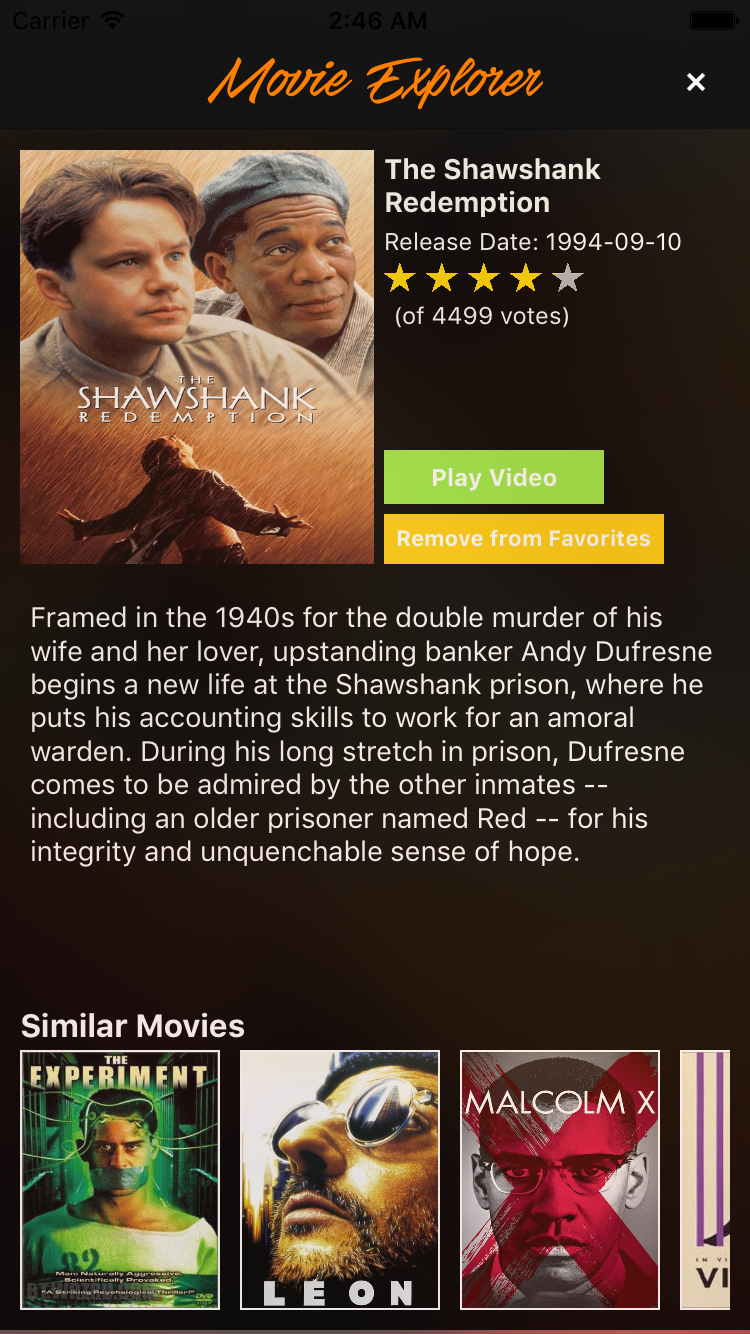 Carrier
2:46 AM
Movie Explorer
×
THE
SHAWSHANK
REDEMPTION
The Shawshank
Redemption
Release Date: 1994-09-10
(of 4499 votes)
Play Video
Remove from Favorites
Framed in the 1940s for the double murder of his
wife and her lover, upstanding banker Andy Dufresne
begins a new life at the Shawshank prison, where he
puts his accounting skills to work for an amoral
warden. During his long stretch in prison, Dufresne
comes to be admired by the other inmates --
including an older prisoner named Red -- for his
integrity and unquenchable sense of hope.
Similar Movies
THE
EXPERIMENT
Man: Naturally Aggressive.
Scientifically Provoked.
"A Striking Psychological Thriller!"
DVD
LEON
MALCOLM X
IN VI
VI